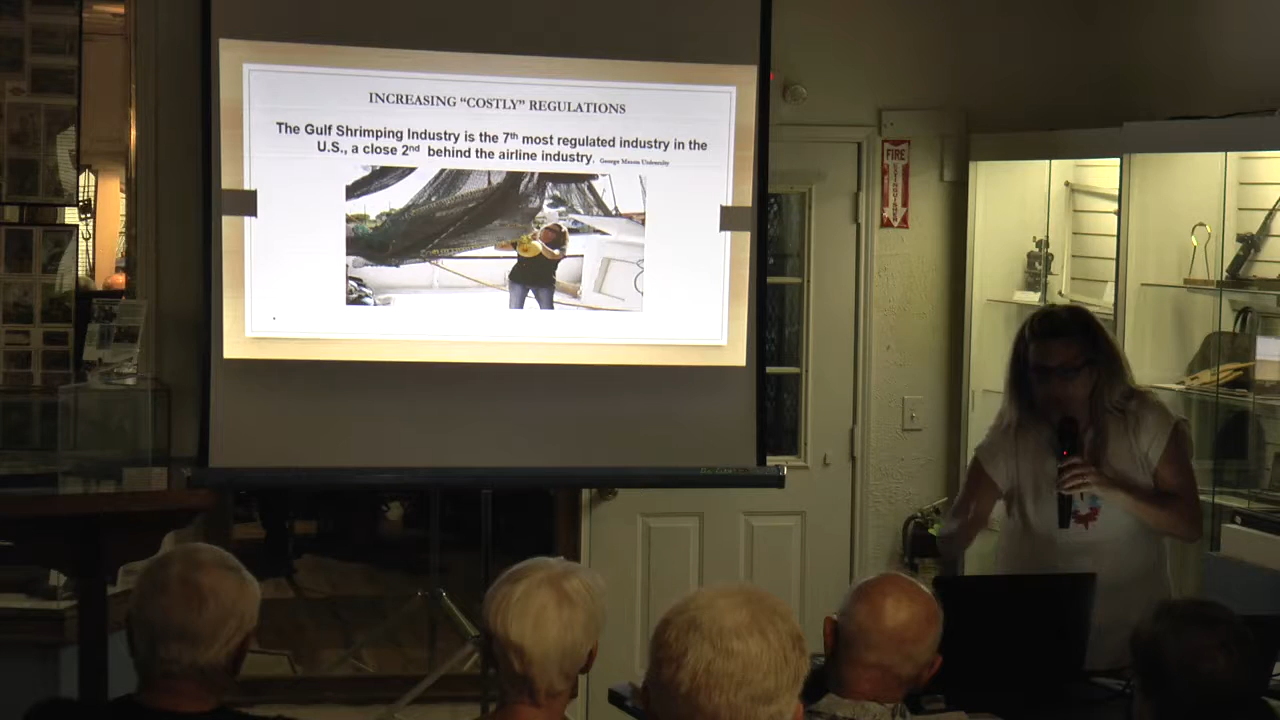 INCREASING “COSTLY” REGULATIONS
The Gulf Shrimping Industry is the 7th most regulated industry in the
U.S., a close 2nd behind the airline industry. George Mason University
FIRE
EXTINGUISHER